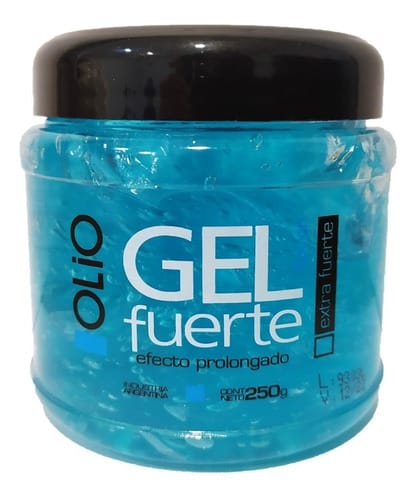 OLiO
GEL
fuerte
efecto prolongado
extra fuerte
INDUSTRIA
ARGENTINA
CONT.
NETO 250g